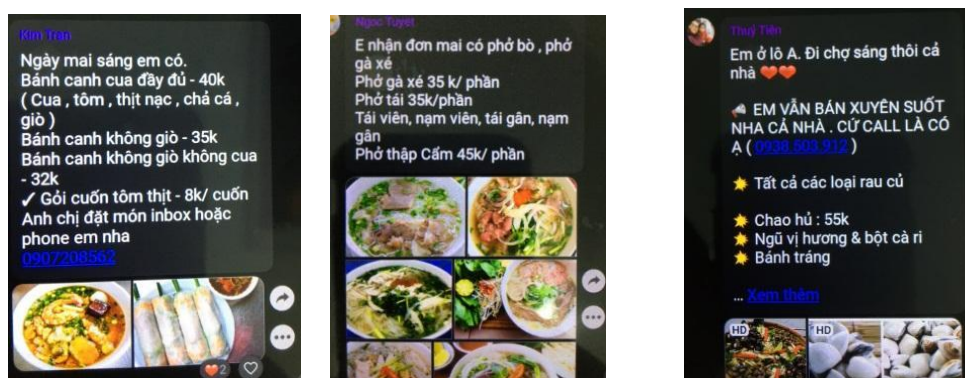 Kim Tran
Ngày mai sáng em có.
Bánh canh cua đầy đủ - 40k
( Cua , tôm , thịt nạc , chả cá ,
giò )
Bánh canh không giò - 35k
Bánh canh không giò không cua
- 32k
✓ Gỏi cuốn tôm thịt - 8k/ cuốn
Anh chị đặt món inbox hoặc
phone em nha
0907208562
2
Ngọc Tuyet
E nhận đơn mai có phở bò , phở
gà xé
Phở gà xé 35 k/ phần
Phở tái 35k/phần
Tái viên, nạm viên, tái gân, nạm
gân
Phở thập Cẩm 45k/ phần
Thuỷ Tiên
Em ở lô A. Đi chợ sáng thôi cả
nhà ❤️❤️
📣 EM VẪN BÁN XUYÊN SUỐT
NHA CẢ NHÀ . CỨ CALL LÀ CÓ
Ạ ( 0938.503.912 )
Tất cả các loại rau củ
Chao hủ : 55k
Ngũ vị hương & bột cà ri
Bánh tráng
... Xem thêm
HD
HD